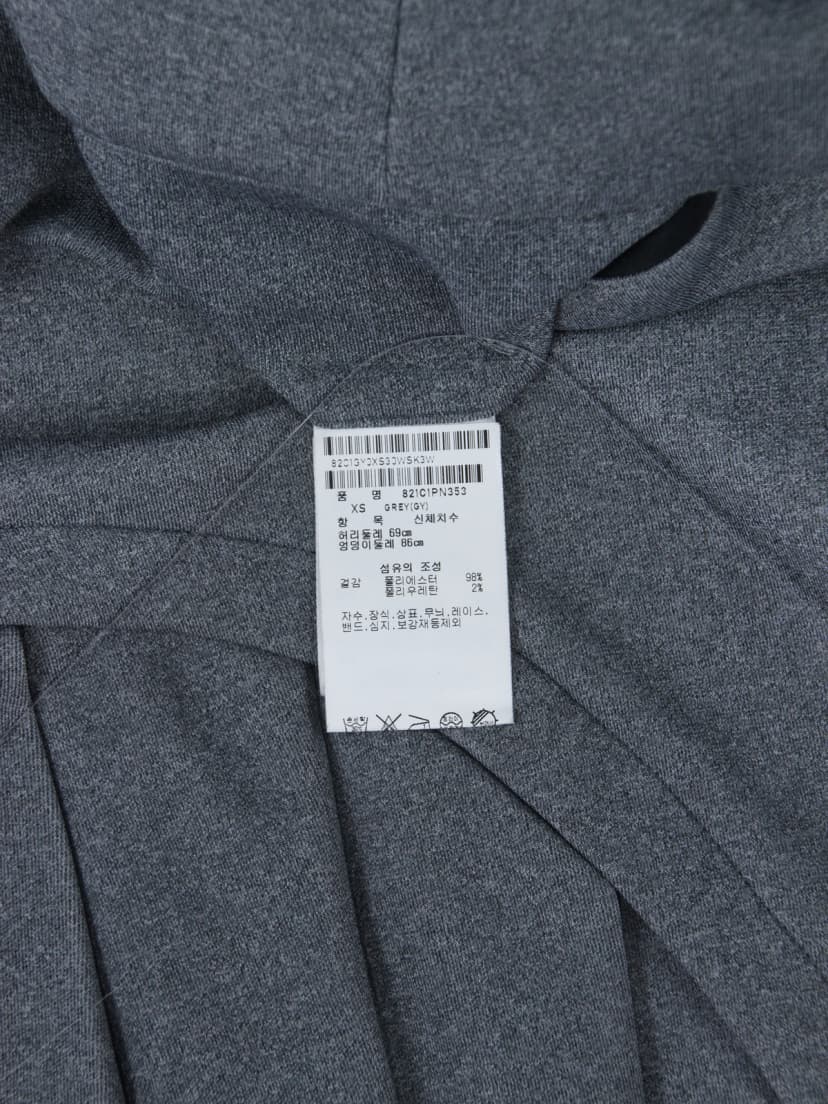 품 명 821C1PN353
XS GREY(GY)
항 목 신체치수
허리둘레 69㎝
엉덩이둘레 86㎝
섬유의 조성
겉감 폴리에스터 98%
폴리우레탄 2%
자수,장식,상표,무늬,레이스,
밴드,심지,보강재등제외